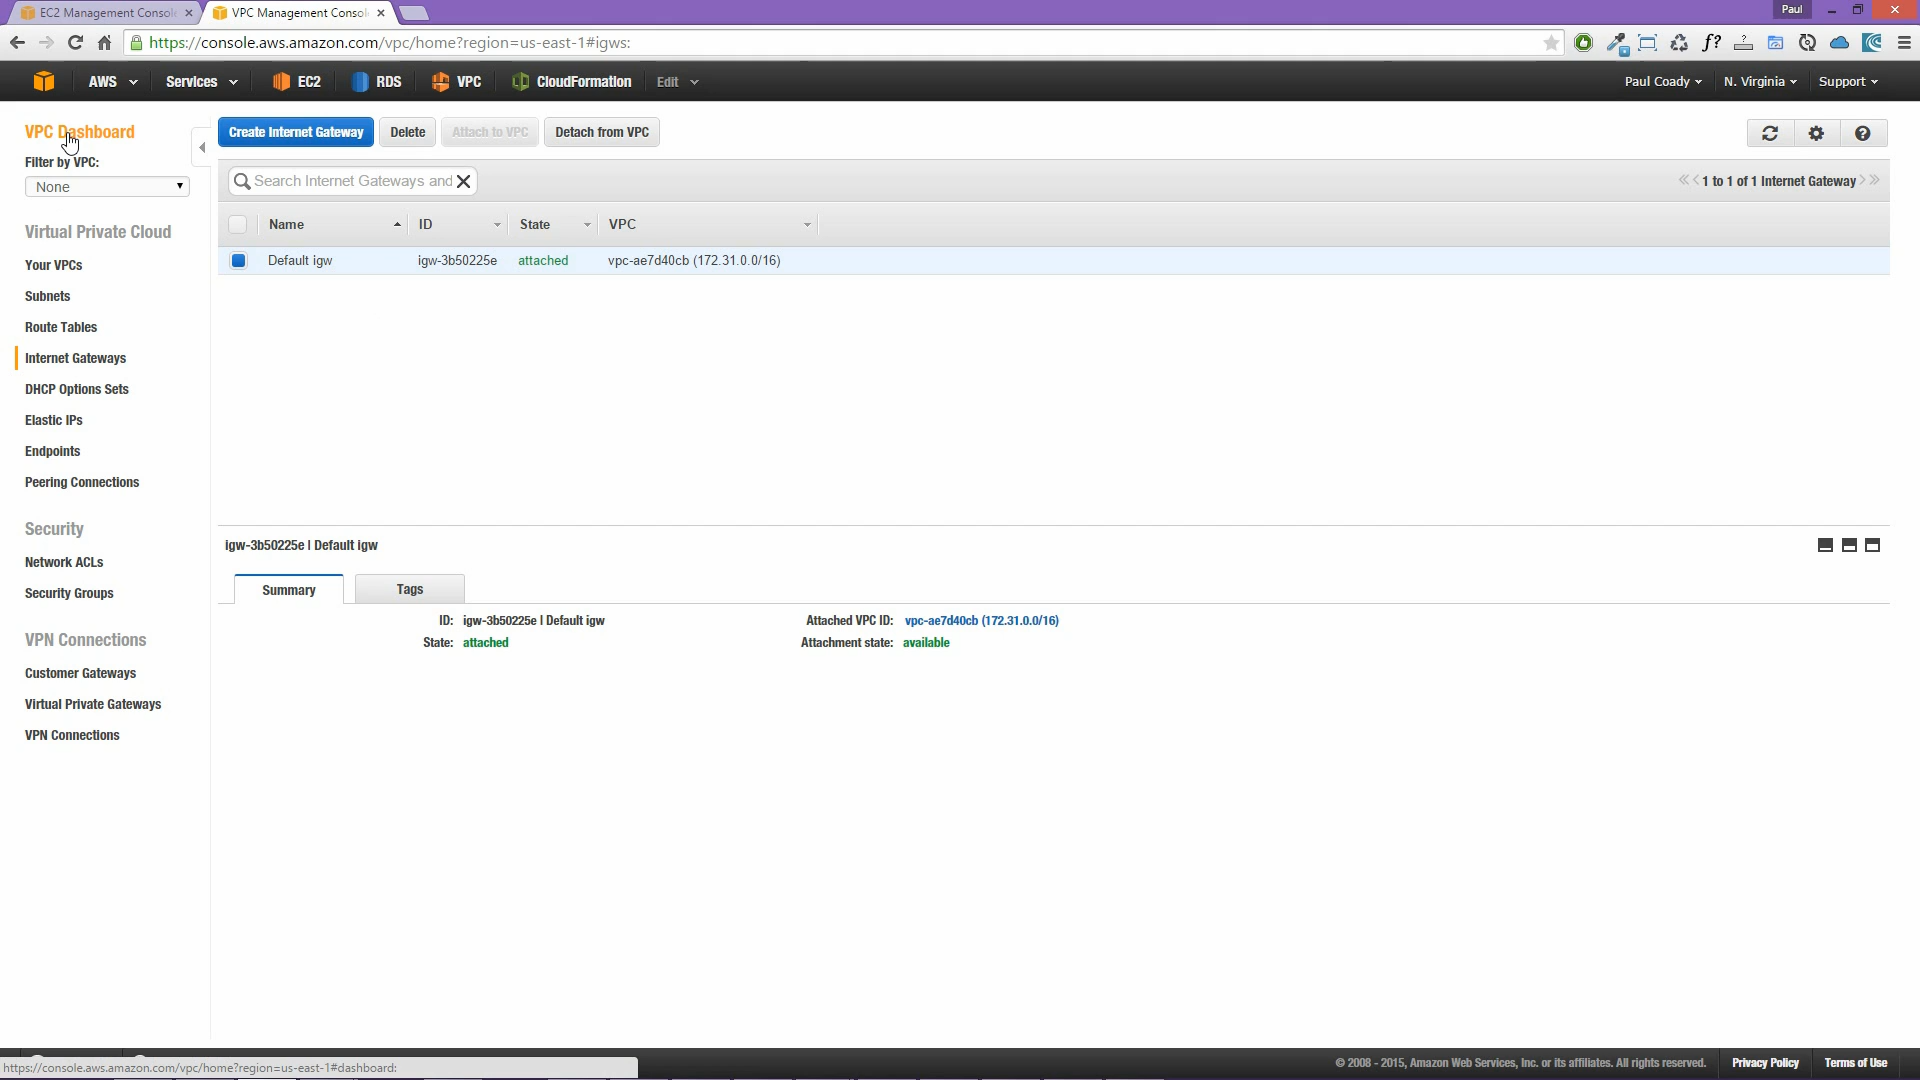 EC2 Management Consol
VPC Management Consol
Paul
https://console.aws.amazon.com/vpc/home?region=us-east-1#igws:
AWS
Services
EC2
RDS
VPC
CloudFormation
Edit
Paul Coady
N. Virginia
Support
VPC Dashboard
Filter by VPC:
None
Virtual Private Cloud
Your VPCs
Subnets
Route Tables
Internet Gateways
DHCP Options Sets
Elastic IPs
Endpoints
Peering Connections
Security
Network ACLs
Security Groups
VPN Connections
Customer Gateways
Virtual Private Gateways
VPN Connections
Create Internet Gateway
Delete
Attach to VPC
Detach from VPC
Search Internet Gateways and
1 to 1 of 1 Internet Gateway
Name ID State VPC
Default igw igw-3b50225e attached vpc-ae7d40cb (172.31.0.0/16)
igw-3b50225e | Default igw
Summary
Tags
ID: igw-3b50225e | Default igw
State: attached
Attached VPC ID: vpc-ae7d40cb (172.31.0.0/16)
Attachment state: available
https://console.aws.amazon.com/vpc/home?region=us-east-1#dashboard:
© 2008 - 2015, Amazon Web Services, Inc. or its affiliates. All rights reserved.
Privacy Policy
Terms of Use